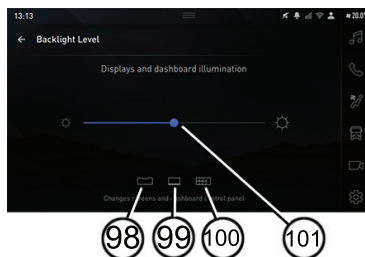 13:13
20.0°
Backlight Level
Displays and dashboard illumination
Changes screens and dashboard control panel
98 99 100 101